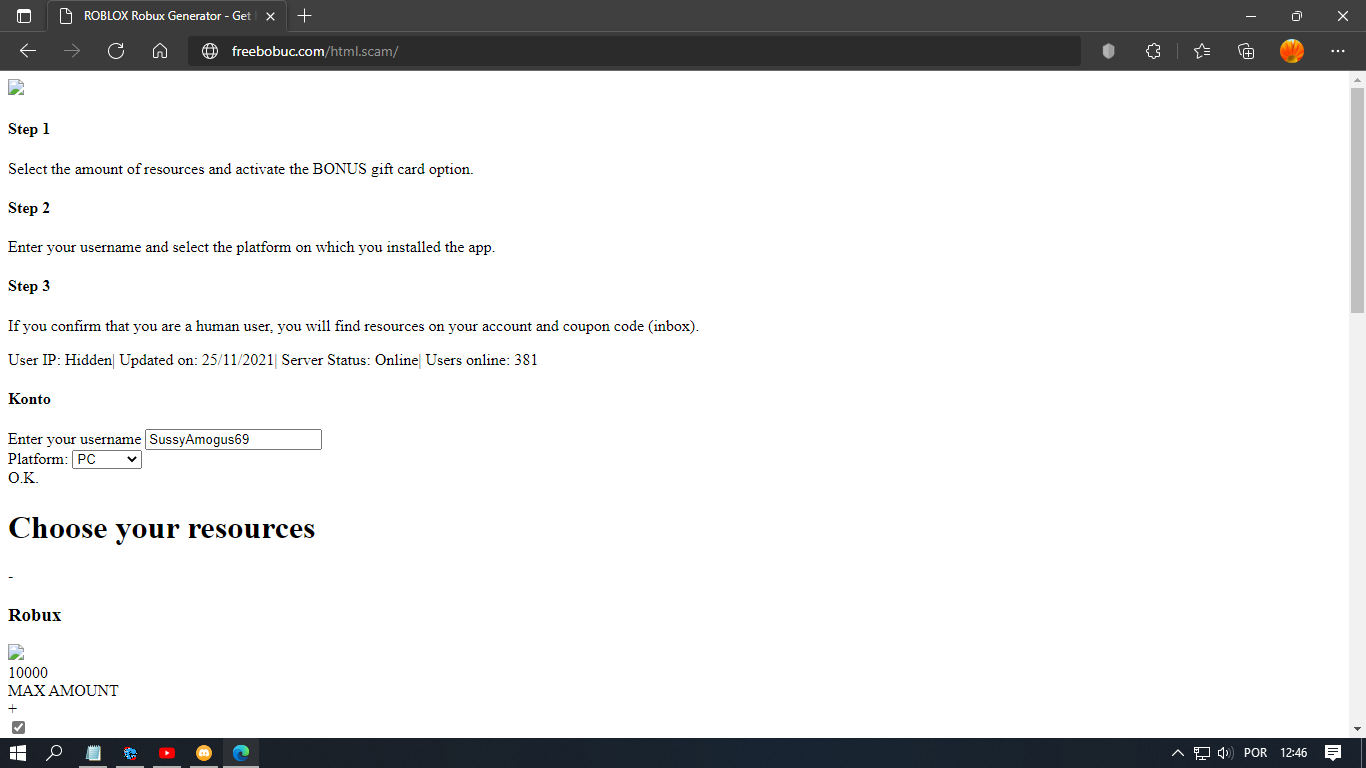 ROBLOX Robux Generator - Get
freebobuc.com/html.scam/
Step 1
Select the amount of resources and activate the BONUS gift card option.
Step 2
Enter your username and select the platform on which you installed the app.
Step 3
If you confirm that you are a human user, you will find resources on your account and coupon code (inbox).
User IP: Hidden| Updated on: 25/11/2021| Server Status: Online| Users online: 381
Konto
Enter your username SussyAmogus69
Platform: PC
O.K.
Choose your resources
-
Robux
10000
MAX AMOUNT
+
POR 12:46